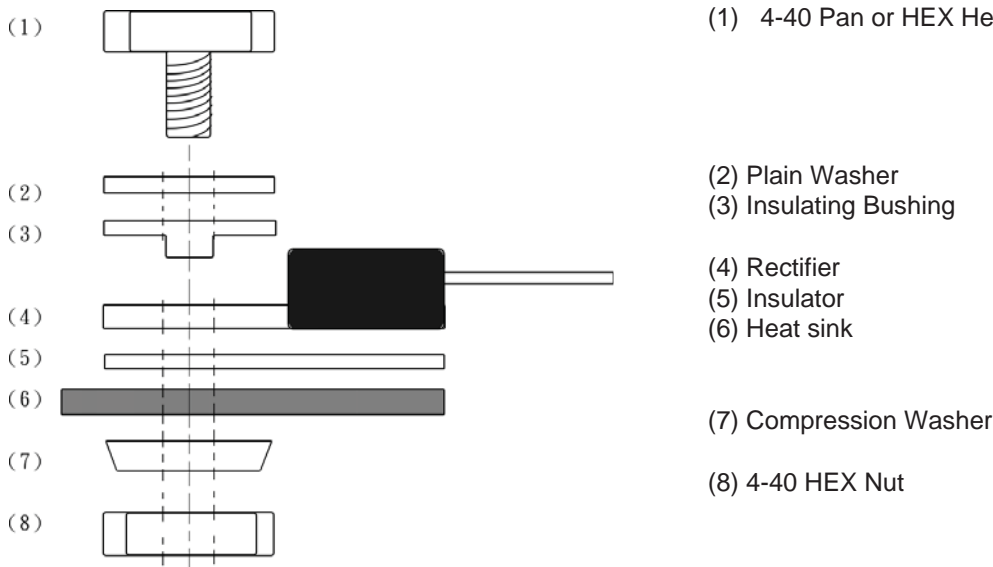 (1)
(2)
(3)
(4)
(5)
(6)
(7)
(8)
(1) 4-40 Pan or HEX He
(2) Plain Washer
(3) Insulating Bushing
(4) Rectifier
(5) Insulator
(6) Heat sink
(7) Compression Washer
(8) 4-40 HEX Nut